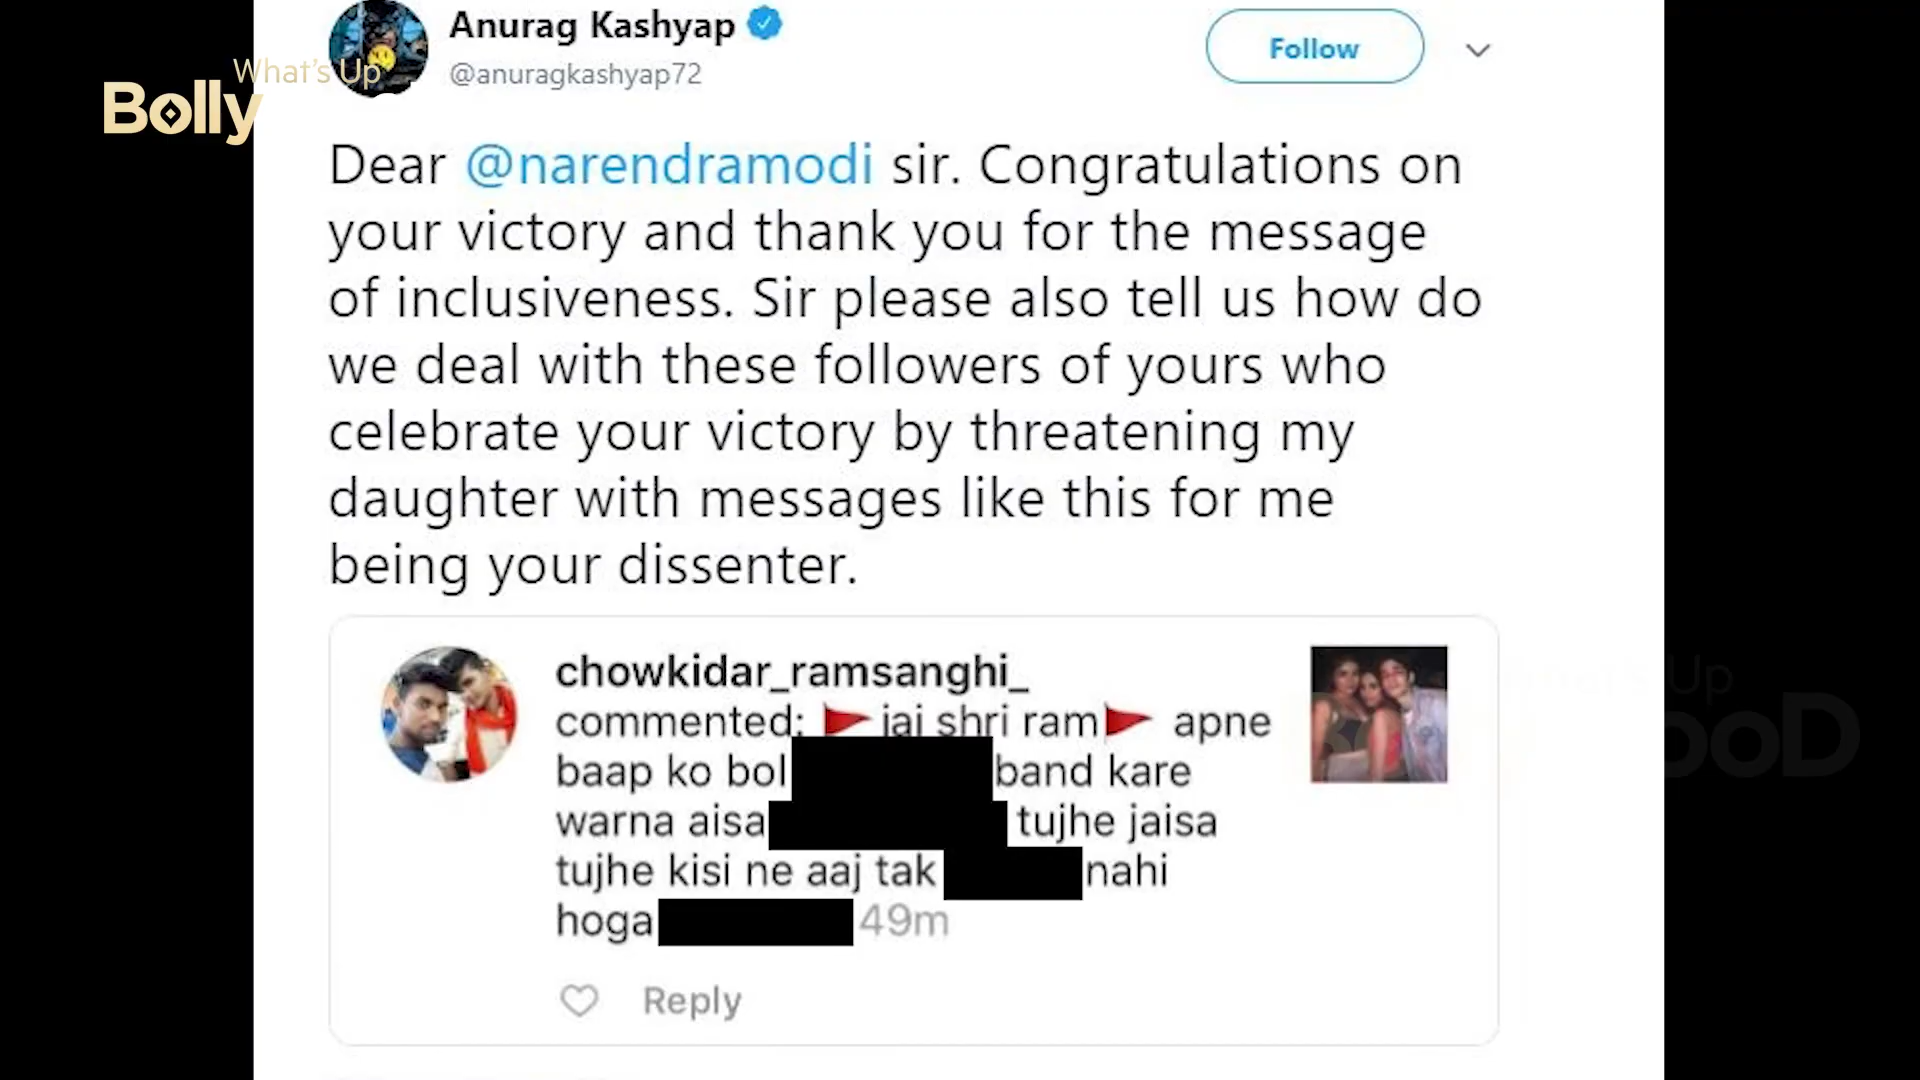 Anurag Kashyap
@anuragkashyap72
Follow
What's Up
Bolly
Dear @narendramodi sir. Congratulations on
your victory and thank you for the message
of inclusiveness. Sir please also tell us how do
we deal with these followers of yours who
celebrate your victory by threatening my
daughter with messages like this for me
being your dissenter.
chowkidar_ramsanghi_
commented: 🚩 jai shri ram🚩 apne
baap ko bol band kare
warna aisa tujhe jaisa
tujhe kisi ne aaj tak nahi
hoga 49m
Reply